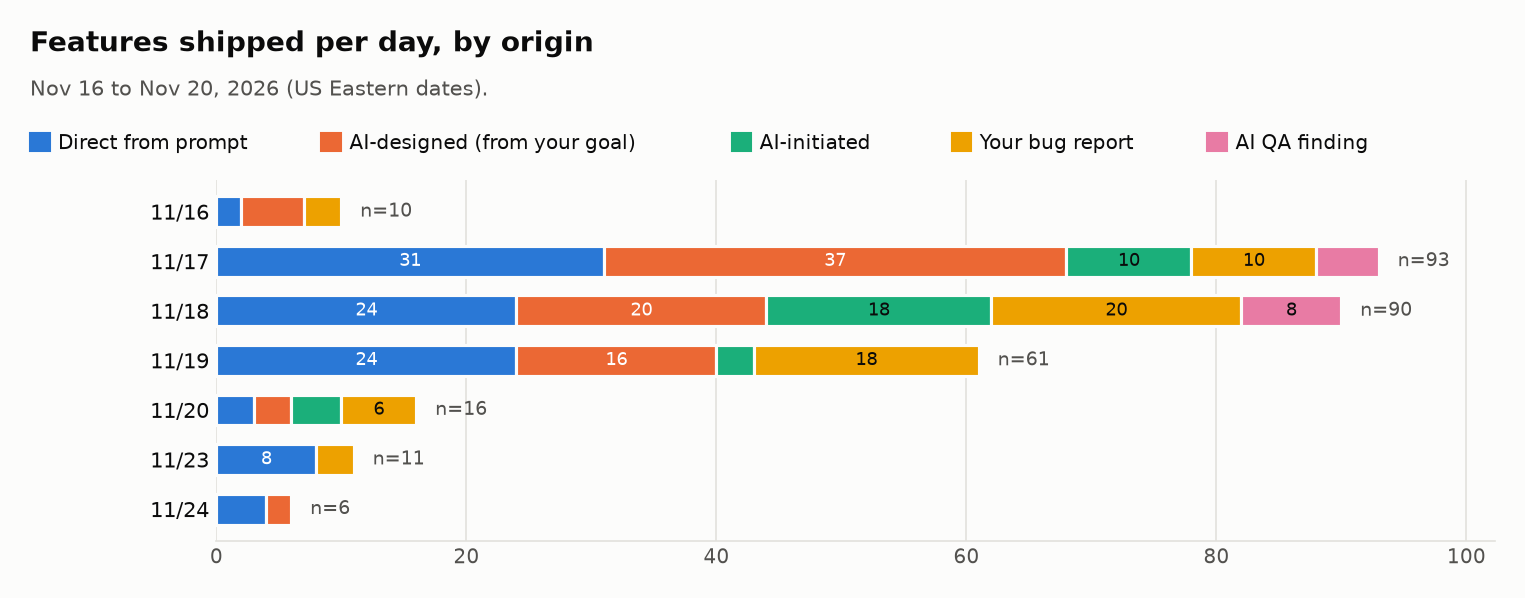 Features shipped per day, by origin
Nov 16 to Nov 20, 2026 (US Eastern dates).
Direct from prompt AI-designed (from your goal) AI-initiated Your bug report AI QA finding
11/16 n=10
11/17 31 37 10 10 n=93
11/18 24 20 18 20 8 n=90
11/19 24 16 18 n=61
11/20 6 n=16
11/23 8 n=11
11/24 n=6
0 20 40 60 80 100